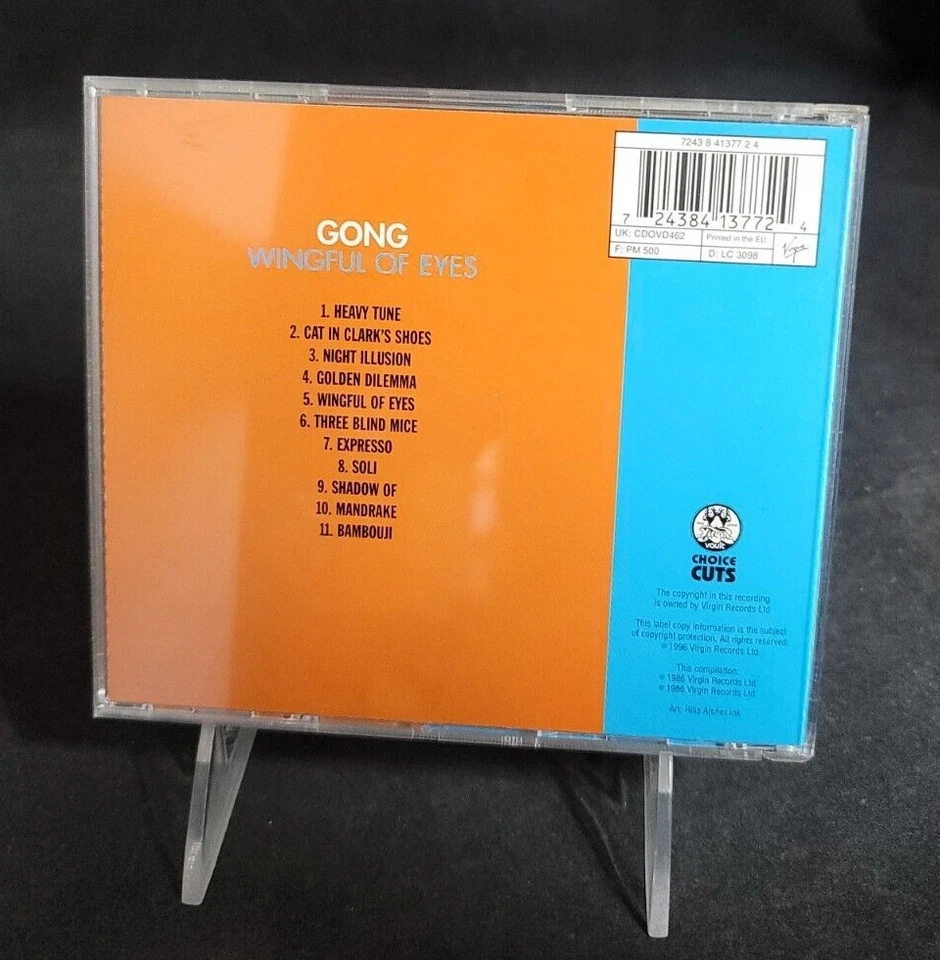 7243 8 41377 2 4
7 24384 13772 4
UK: CDOVD462
Printed in the EU
Virgin
F: PM 500
D: LC 3098
GONG
WINGFUL OF EYES
1. HEAVY TUNE
2. CAT IN CLARK'S SHOES
3. NIGHT ILLUSION
4. GOLDEN DILEMMA
5. WINGFUL OF EYES
6. THREE BLIND MICE
7. EXPRESSO
8. SOLI
9. SHADOW OF
10. MANDRAKE
11. BAMBOUJI
Virgin
vault
CHOICE
CUTS
The copyright in this recording
is owned by Virgin Records Ltd
This label copy information is the subject
of copyright protection. All rights reserved.
© 1996 Virgin Records Ltd
This compilation:
℗ 1986 Virgin Records Ltd
© 1986 Virgin Records Ltd
Art: Hills Archer Ink